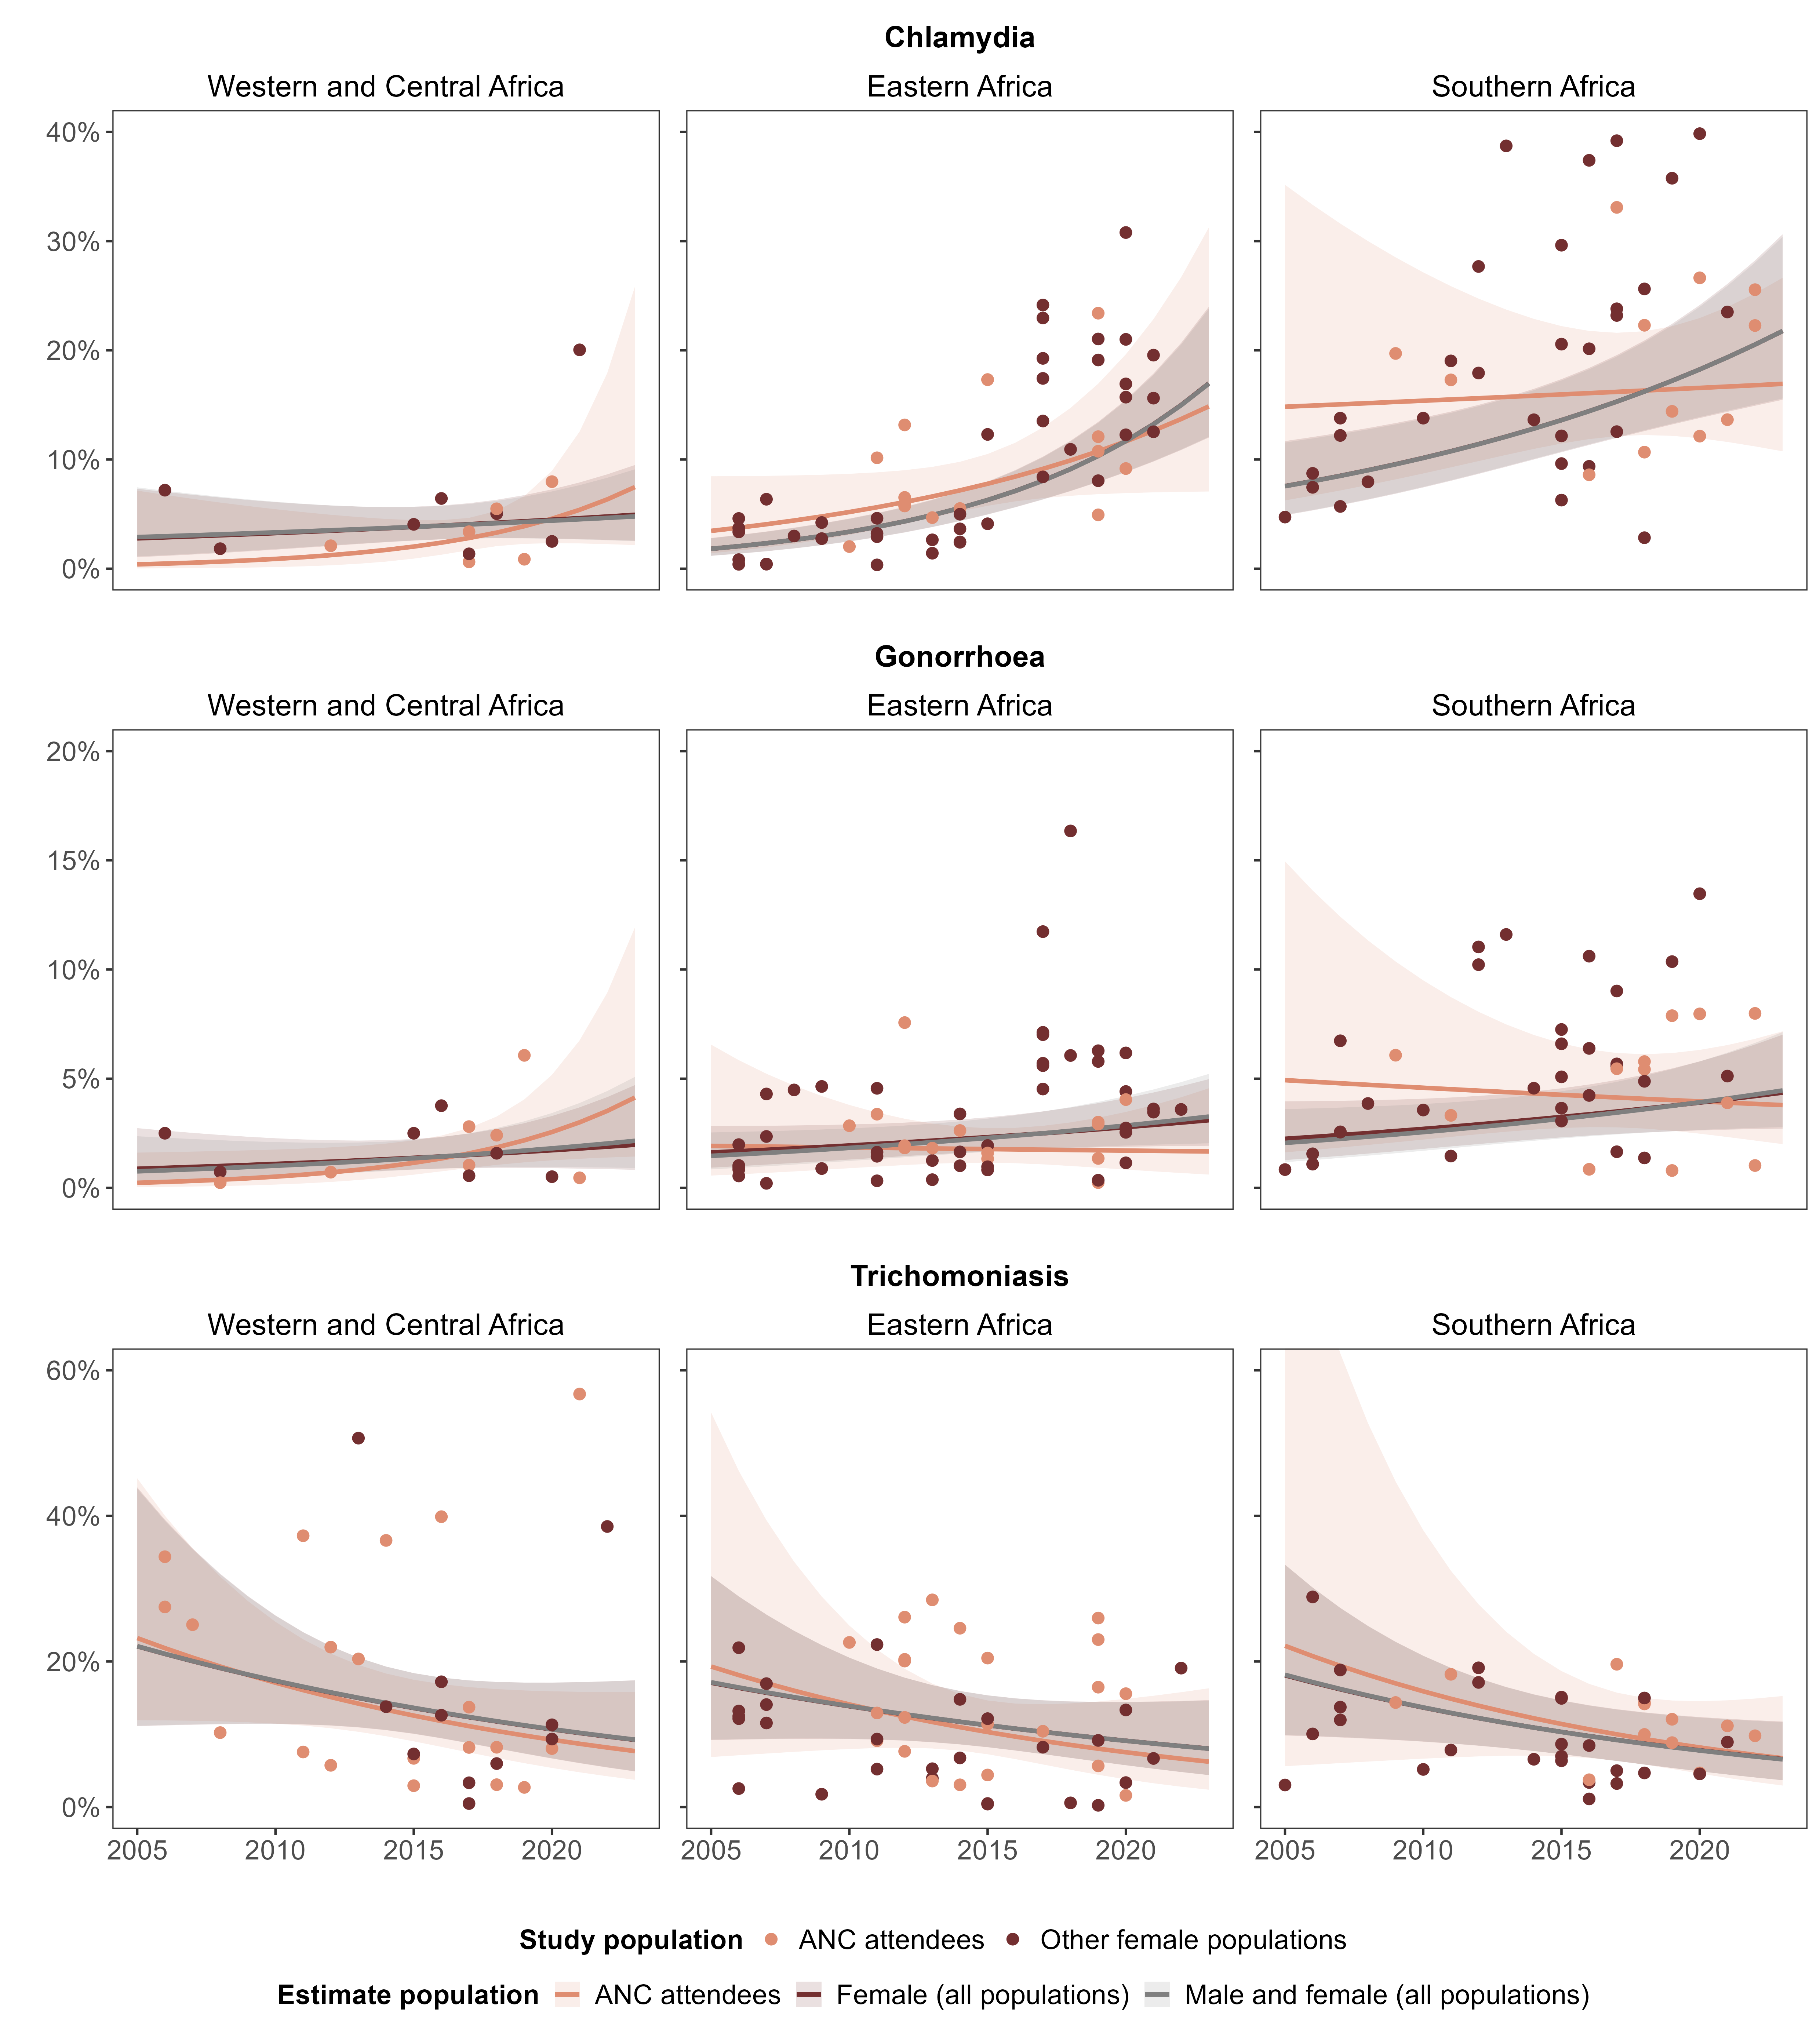 Chlamydia
Western and Central Africa Eastern Africa Southern Africa
40%
30%
20%
10%
0%
Gonorrhoea
Western and Central Africa Eastern Africa Southern Africa
20%
15%
10%
5%
0%
Trichomoniasis
Western and Central Africa Eastern Africa Southern Africa
60%
40%
20%
0%
2005 2010 2015 2020 2005 2010 2015 2020 2005 2010 2015 2020
Study population ANC attendees Other female populations
Estimate population ANC attendees Female (all populations) Male and female (all populations)